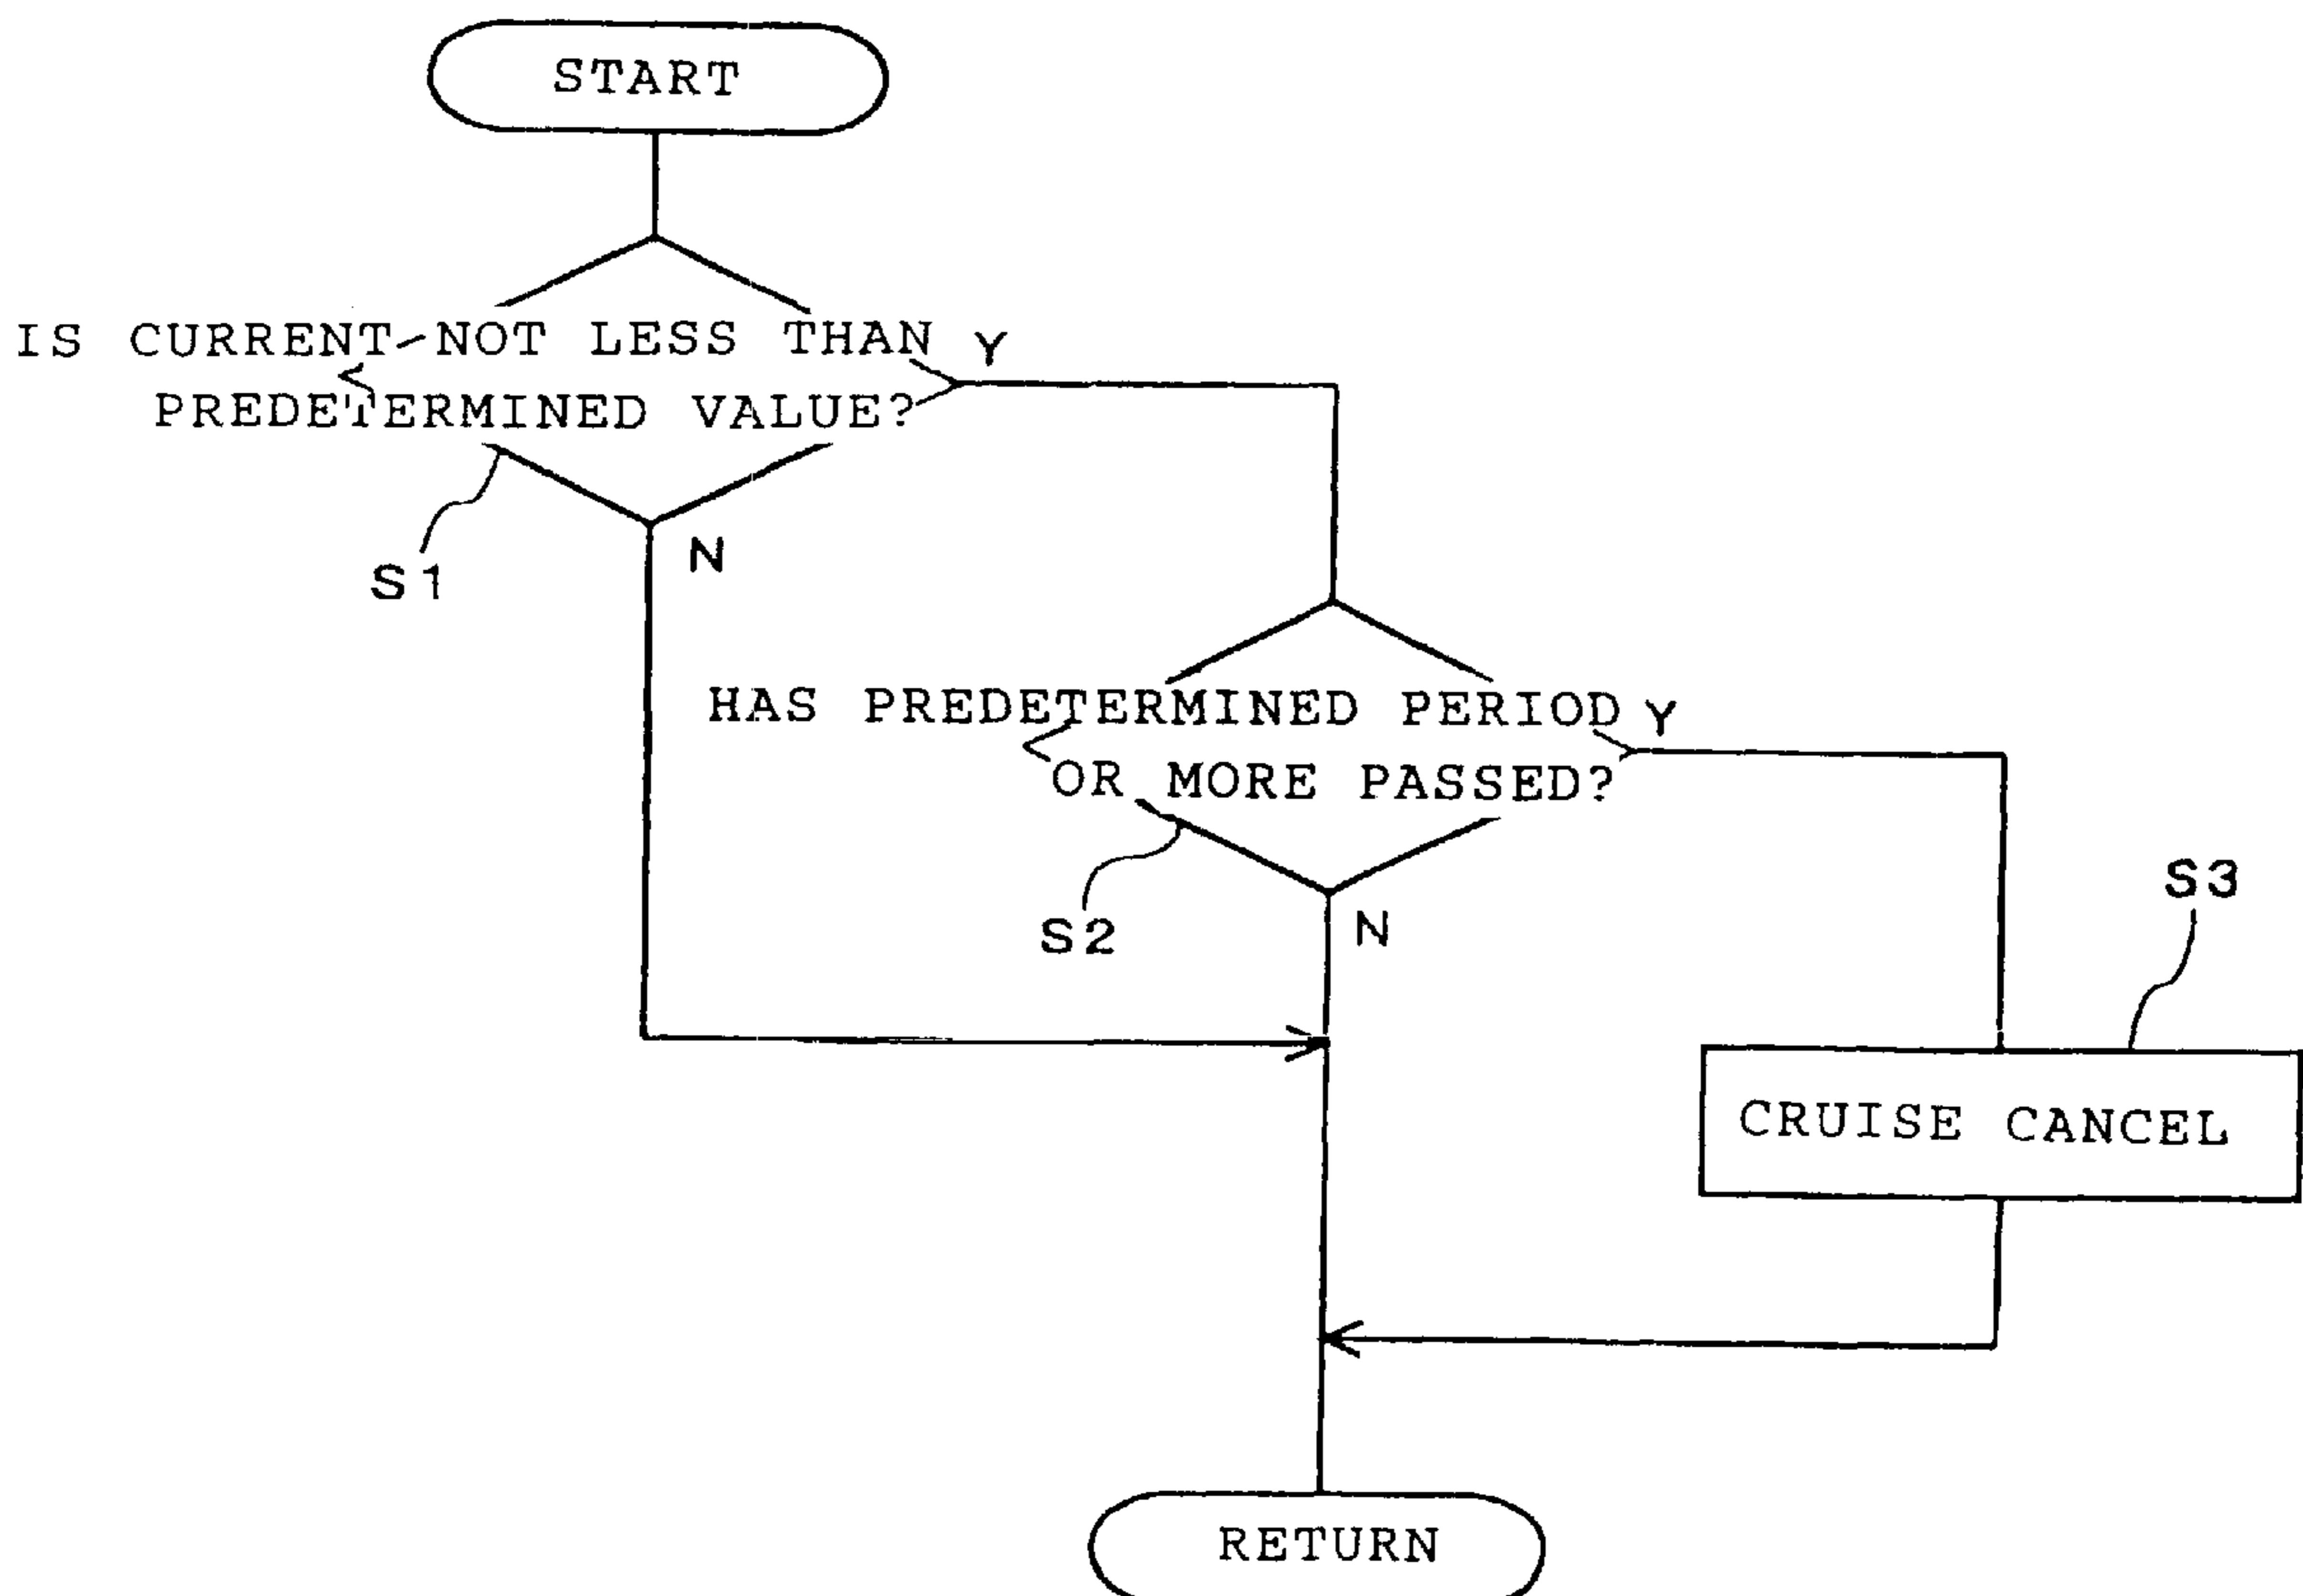 START
IS CURRENT NOT LESS THAN
PREDETERMINED VALUE?
Y
S1
N
HAS PREDETERMINED PERIOD
OR MORE PASSED?
Y
S2
N
S3
CRUISE CANCEL
RETURN